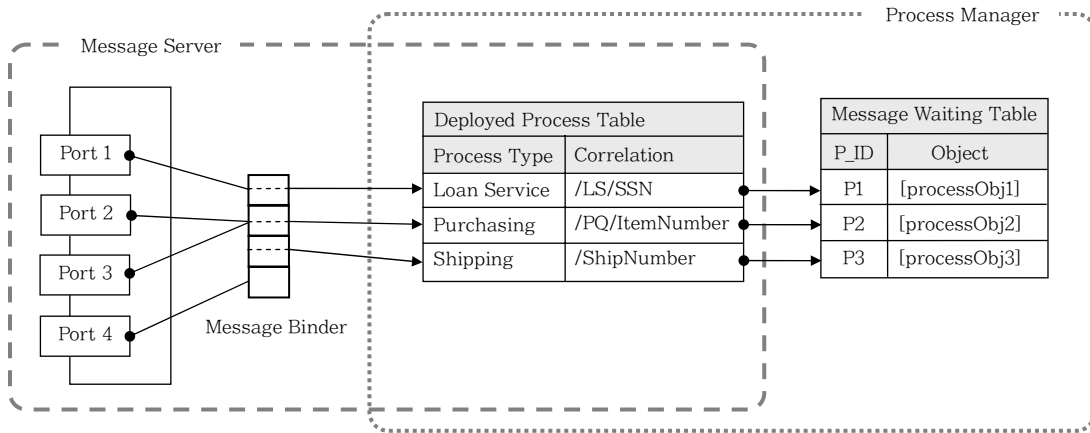 Process Manager
Message Server
Port 1
Port 2
Port 3
Port 4
Message Binder
Deployed Process Table
Process Type Correlation
Loan Service /LS/SSN
Purchasing /PQ/ItemNumber
Shipping /ShipNumber
Message Waiting Table
P_ID Object
P1 [processObj1]
P2 [processObj2]
P3 [processObj3]